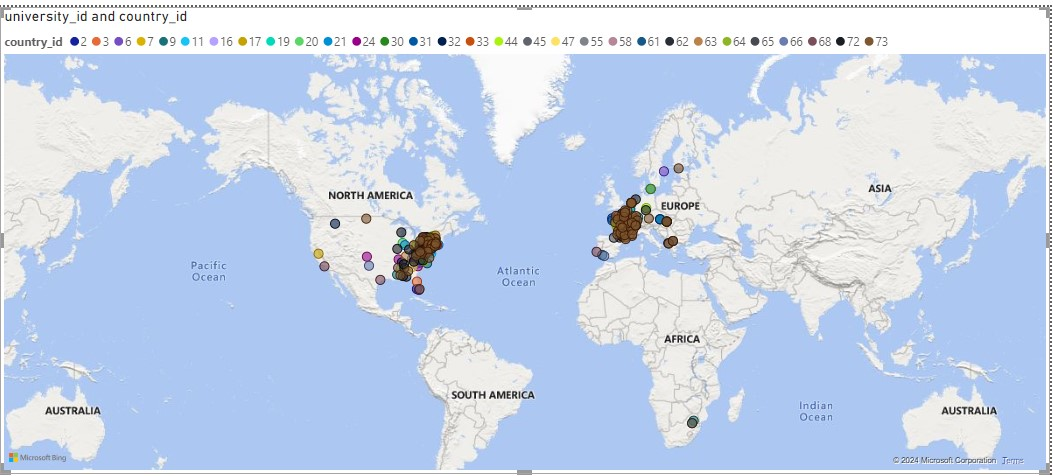 university_id and country_id
country_id 2 3 6 7 9 11 16 17 19 20 21 24 30 31 32 33 44 45 47 55 58 61 62 63 64 65 66 68 72 73
NORTH AMERICA
EUROPE
ASIA
Pacific
Ocean
Atlantic
Ocean
AFRICA
SOUTH AMERICA
AUSTRALIA
Indian
Ocean
AUSTRALIA
Microsoft Bing
© 2024 Microsoft Corporation Terms